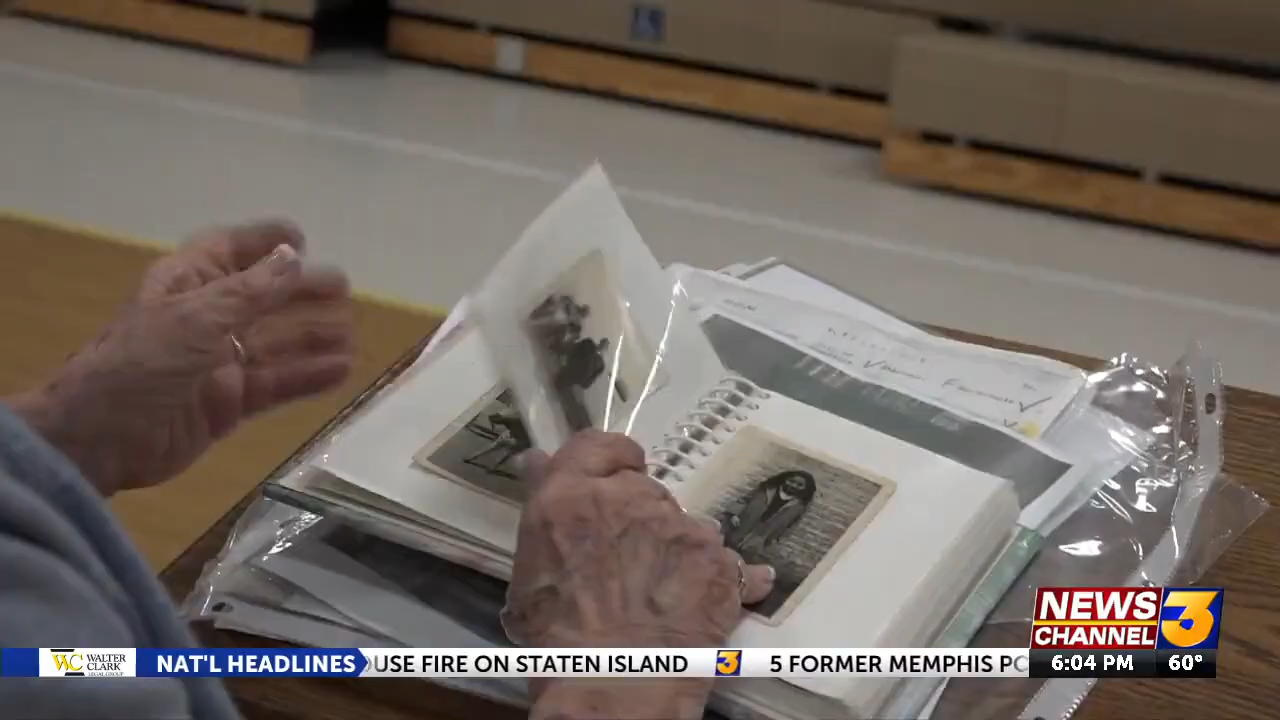 NEWS
CHANNEL 3
6:04 PM 60°
WC WALTER
CLARK
LEGAL GROUP
NAT'L HEADLINES
OUSE FIRE ON STATEN ISLAND 3 5 FORMER MEMPHIS PO